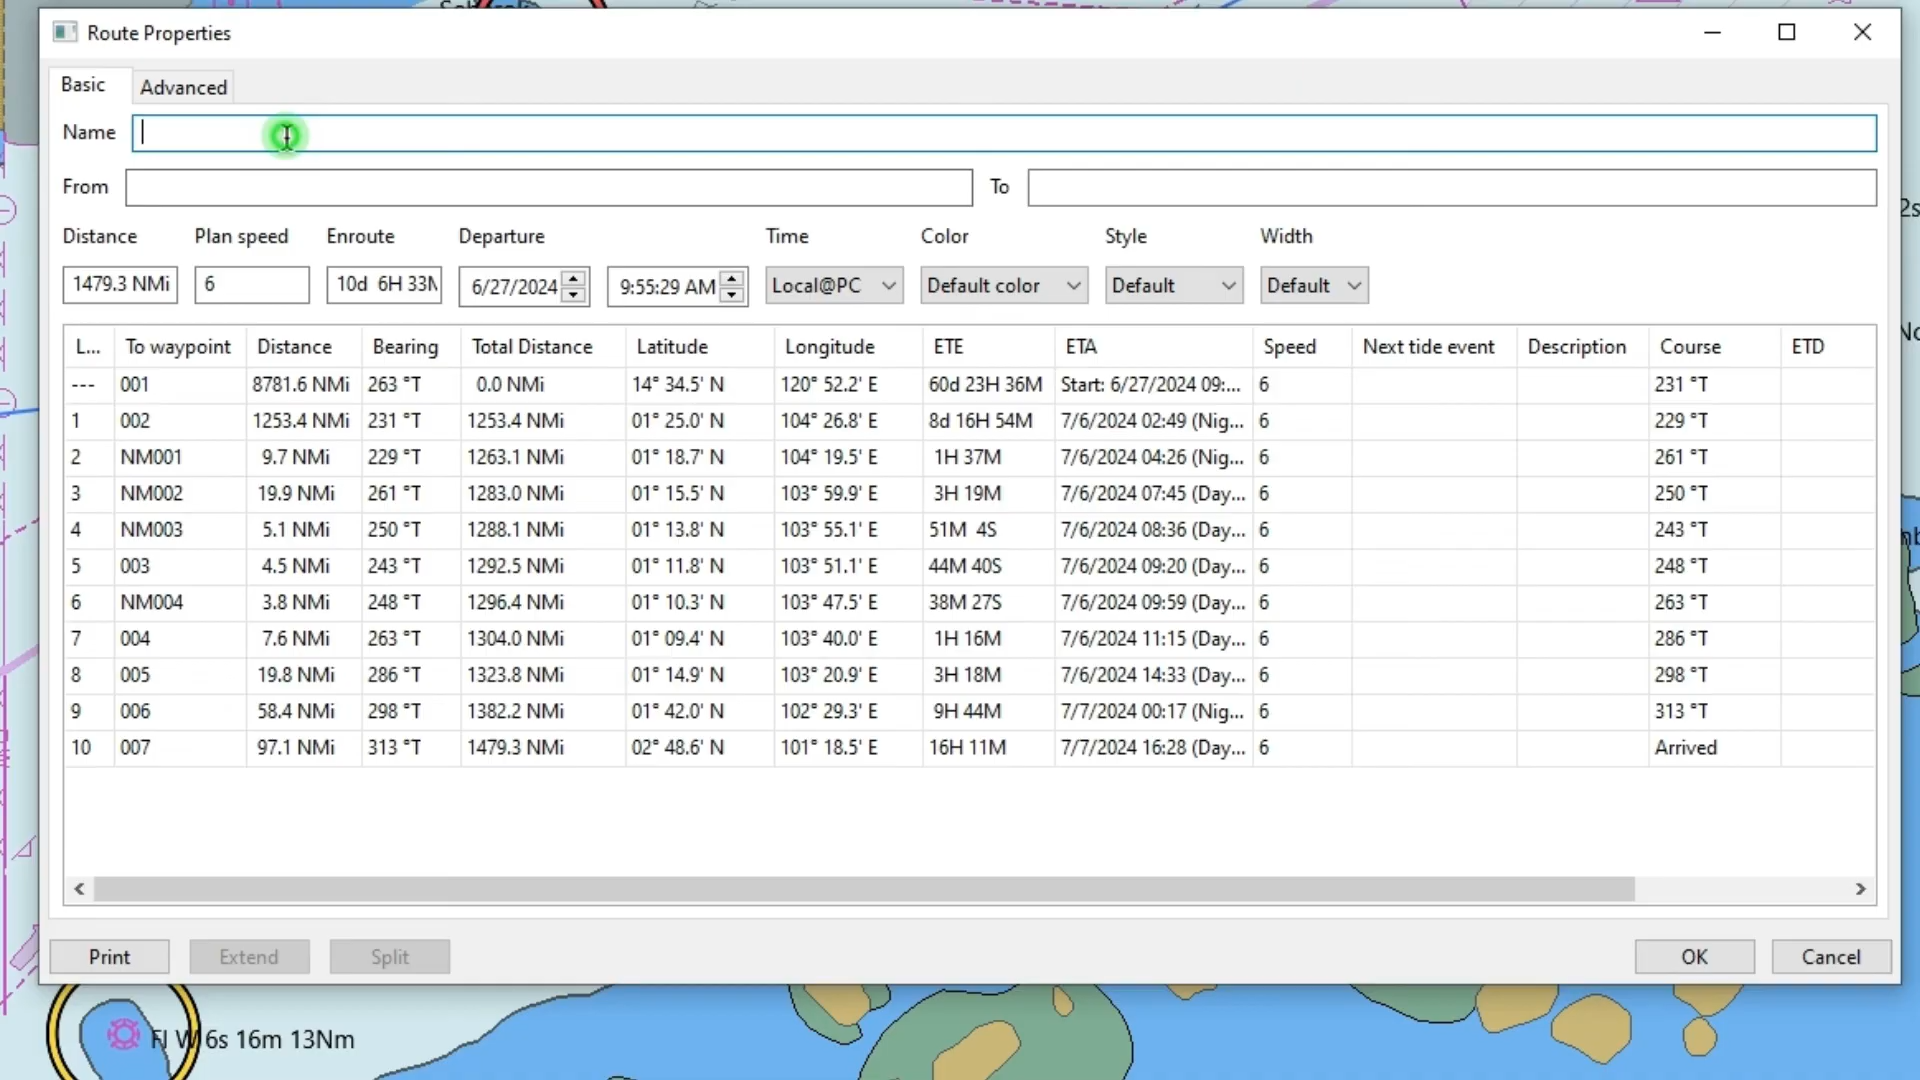 Route Properties
Basic Advanced
Name
From To
Distance Plan speed Enroute Departure Time Color Style Width
1479.3 NMi 6 10d 6H 33 6/27/2024 9:55:29 AM Local@PC Default color Default Default
L... To waypoint Distance Bearing Total Distance Latitude Longitude ETE ETA Speed Next tide event Description Course ETD
--- 001 8781.6 NMi 263 °T 0.0 NMi 14° 34.5' N 120° 52.2' E 60d 23H 36M Start: 6/27/2024 09:... 6 231 °T
1 002 1253.4 NMi 231 °T 1253.4 NMi 01° 25.0' N 104° 26.8' E 8d 16H 54M 7/6/2024 02:49 (Nig... 6 229 °T
2 NM001 9.7 NMi 229 °T 1263.1 NMi 01° 18.7' N 104° 19.5' E 1H 37M 7/6/2024 04:26 (Nig... 6 261 °T
3 NM002 19.9 NMi 261 °T 1283.0 NMi 01° 15.5' N 103° 59.9' E 3H 19M 7/6/2024 07:45 (Day... 6 250 °T
4 NM003 5.1 NMi 250 °T 1288.1 NMi 01° 13.8' N 103° 55.1' E 51M 4S 7/6/2024 08:36 (Day... 6 243 °T
5 003 4.5 NMi 243 °T 1292.5 NMi 01° 11.8' N 103° 51.1' E 44M 40S 7/6/2024 09:20 (Day... 6 248 °T
6 NM004 3.8 NMi 248 °T 1296.4 NMi 01° 10.3' N 103° 47.5' E 38M 27S 7/6/2024 09:59 (Day... 6 263 °T
7 004 7.6 NMi 263 °T 1304.0 NMi 01° 09.4' N 103° 40.0' E 1H 16M 7/6/2024 11:15 (Day... 6 286 °T
8 005 19.8 NMi 286 °T 1323.8 NMi 01° 14.9' N 103° 20.9' E 3H 18M 7/6/2024 14:33 (Day... 6 298 °T
9 006 58.4 NMi 298 °T 1382.2 NMi 01° 42.0' N 102° 29.3' E 9H 44M 7/7/2024 00:17 (Nig... 6 313 °T
10 007 97.1 NMi 313 °T 1479.3 NMi 02° 48.6' N 101° 18.5' E 16H 11M 7/7/2024 16:28 (Day... 6 Arrived
Print Extend Split OK Cancel
Fl W 6s 16m 13Nm